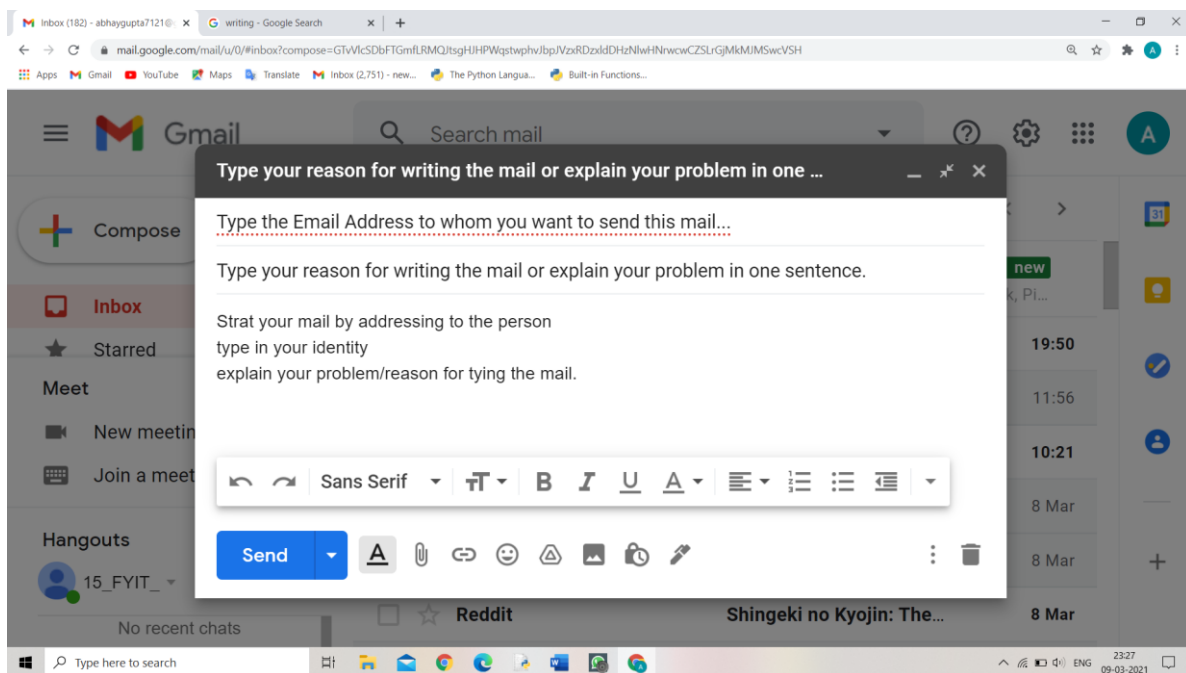 Inbox (182) - abhaygupta7121@
writing - Google Search
mail.google.com/mail/u/0/#inbox?compose=
Apps Gmail YouTube Maps Translate Inbox (2,751) - new... The Python Langua... Built-in Functions...
Gmail
Search mail
A
Type your reason for writing the mail or explain your problem in one ...
Type the Email Address to whom you want to send this mail...
Type your reason for writing the mail or explain your problem in one sentence.
Strat your mail by addressing to the person
type in your identity
explain your problem/reason for tying the mail.
Sans Serif
Send
Compose
Inbox
Starred
Meet
New meetin
Join a meet
Hangouts
15_FYIT_
No recent chats
31
new
k, Pi...
19:50
11:56
10:21
8 Mar
8 Mar
Reddit Shingeki no Kyojin: The... 8 Mar
Type here to search
ENG
23:27
09-03-2021